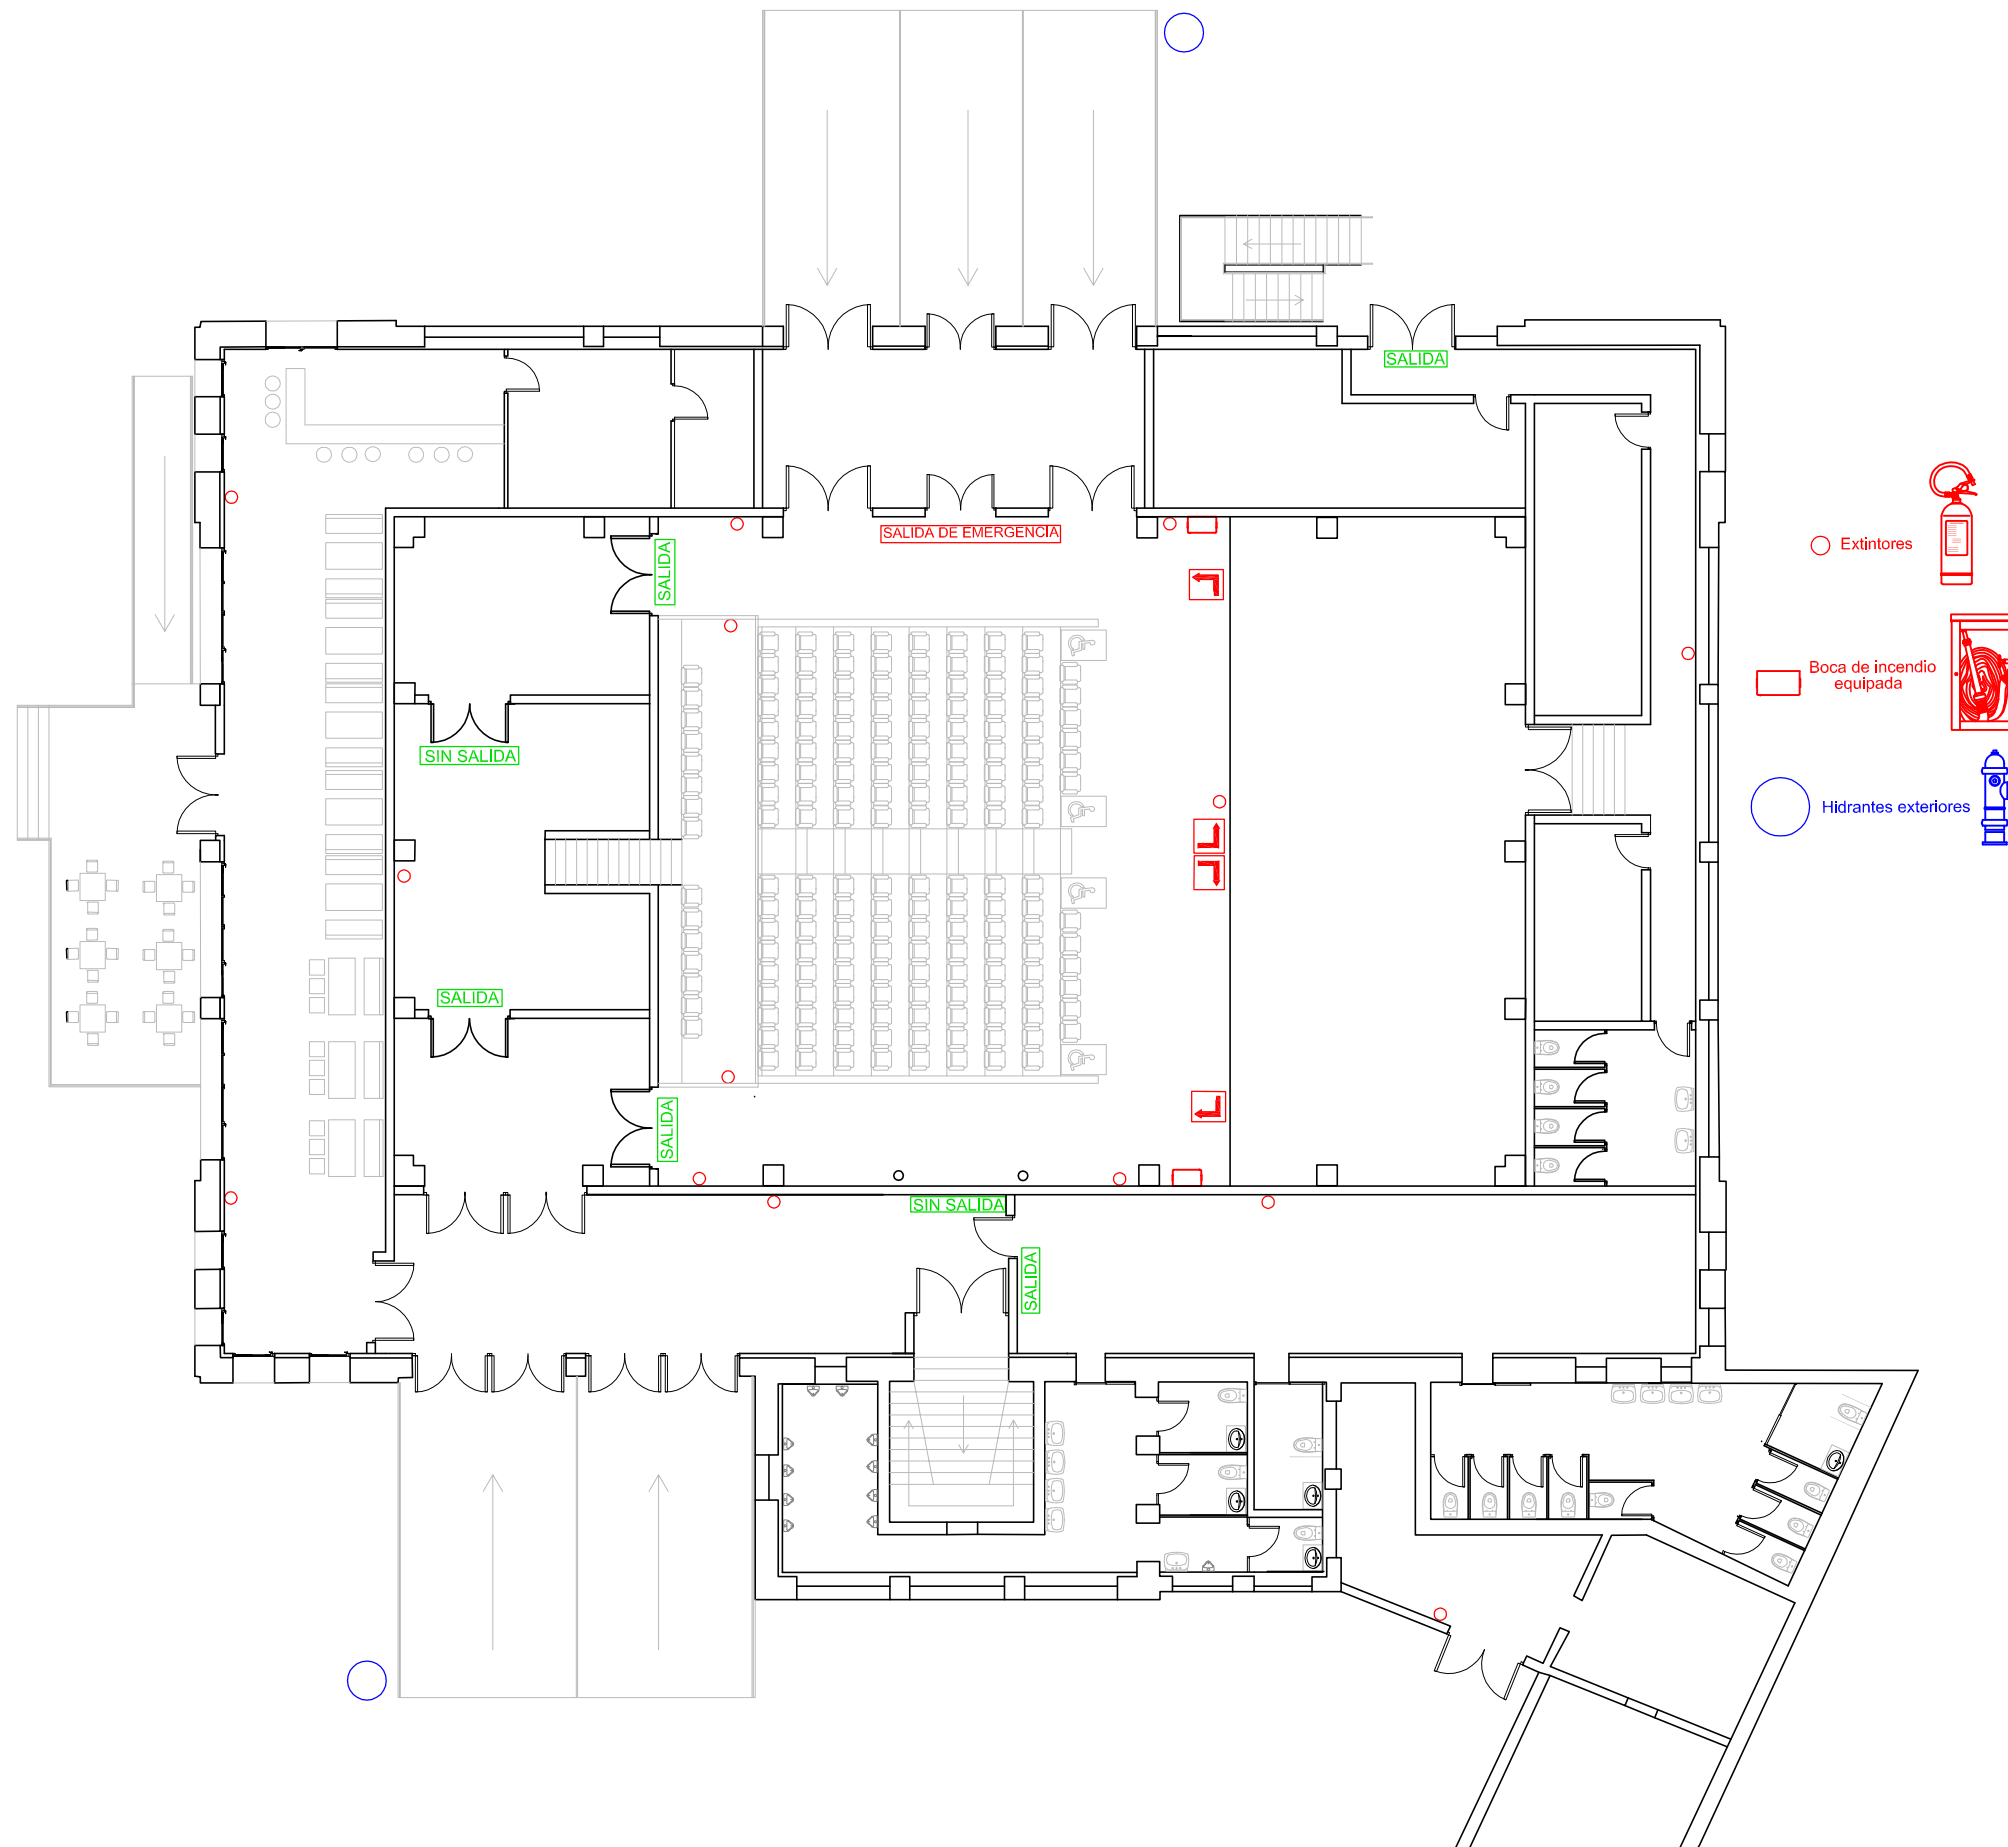 SALIDA
SALIDA DE EMERGENCIA
SALIDA
Extintores
Boca de incendio
equipada
SIN SALIDA
Hidrantes exteriores
SALIDA
SALIDA
SIN SALIDA
SALIDA